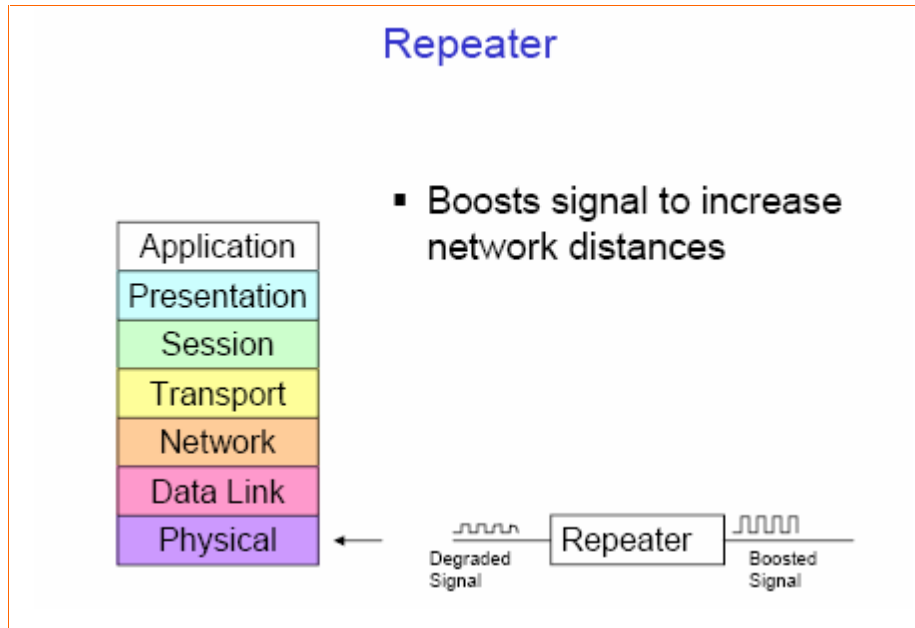 Repeater
▪ Boosts signal to increase
network distances
Application
Presentation
Session
Transport
Network
Data Link
Physical
Degraded
Signal
Repeater
Boosted
Signal